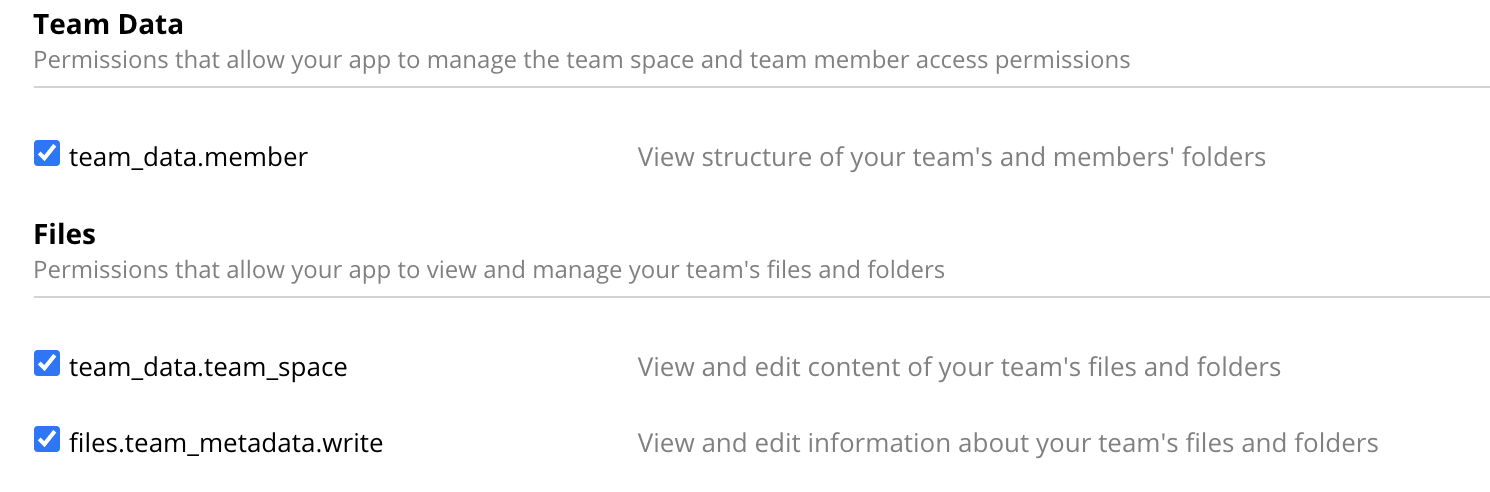 Team Data
Permissions that allow your app to manage the team space and team member access permissions
team_data.member View structure of your team's and members' folders
Files
Permissions that allow your app to view and manage your team's files and folders
team_data.team_space View and edit content of your team's files and folders
files.team_metadata.write View and edit information about your team's files and folders